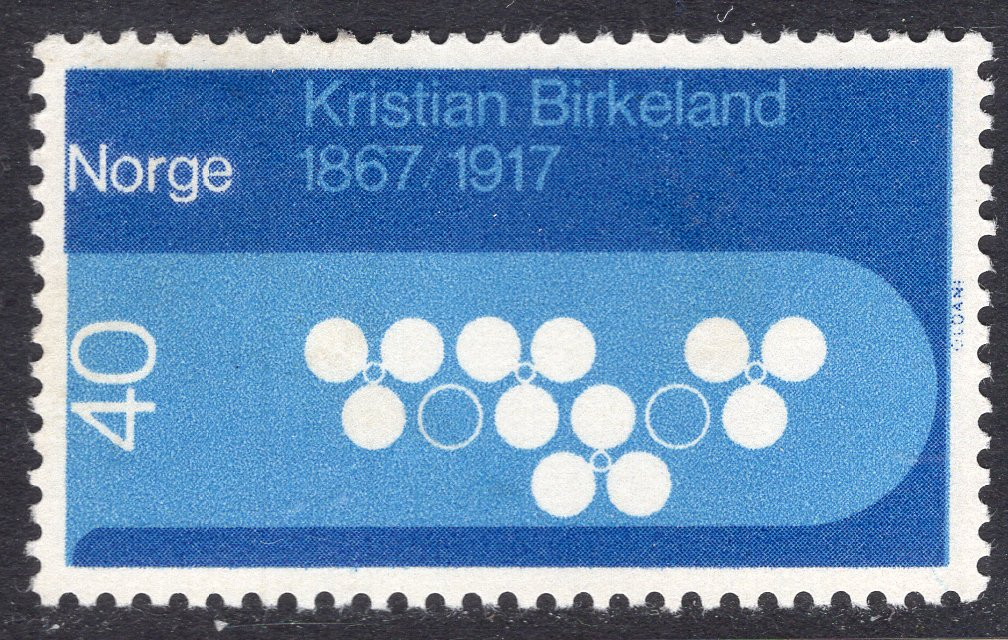 Kristian Birkeland
Norge 1867/1917
40